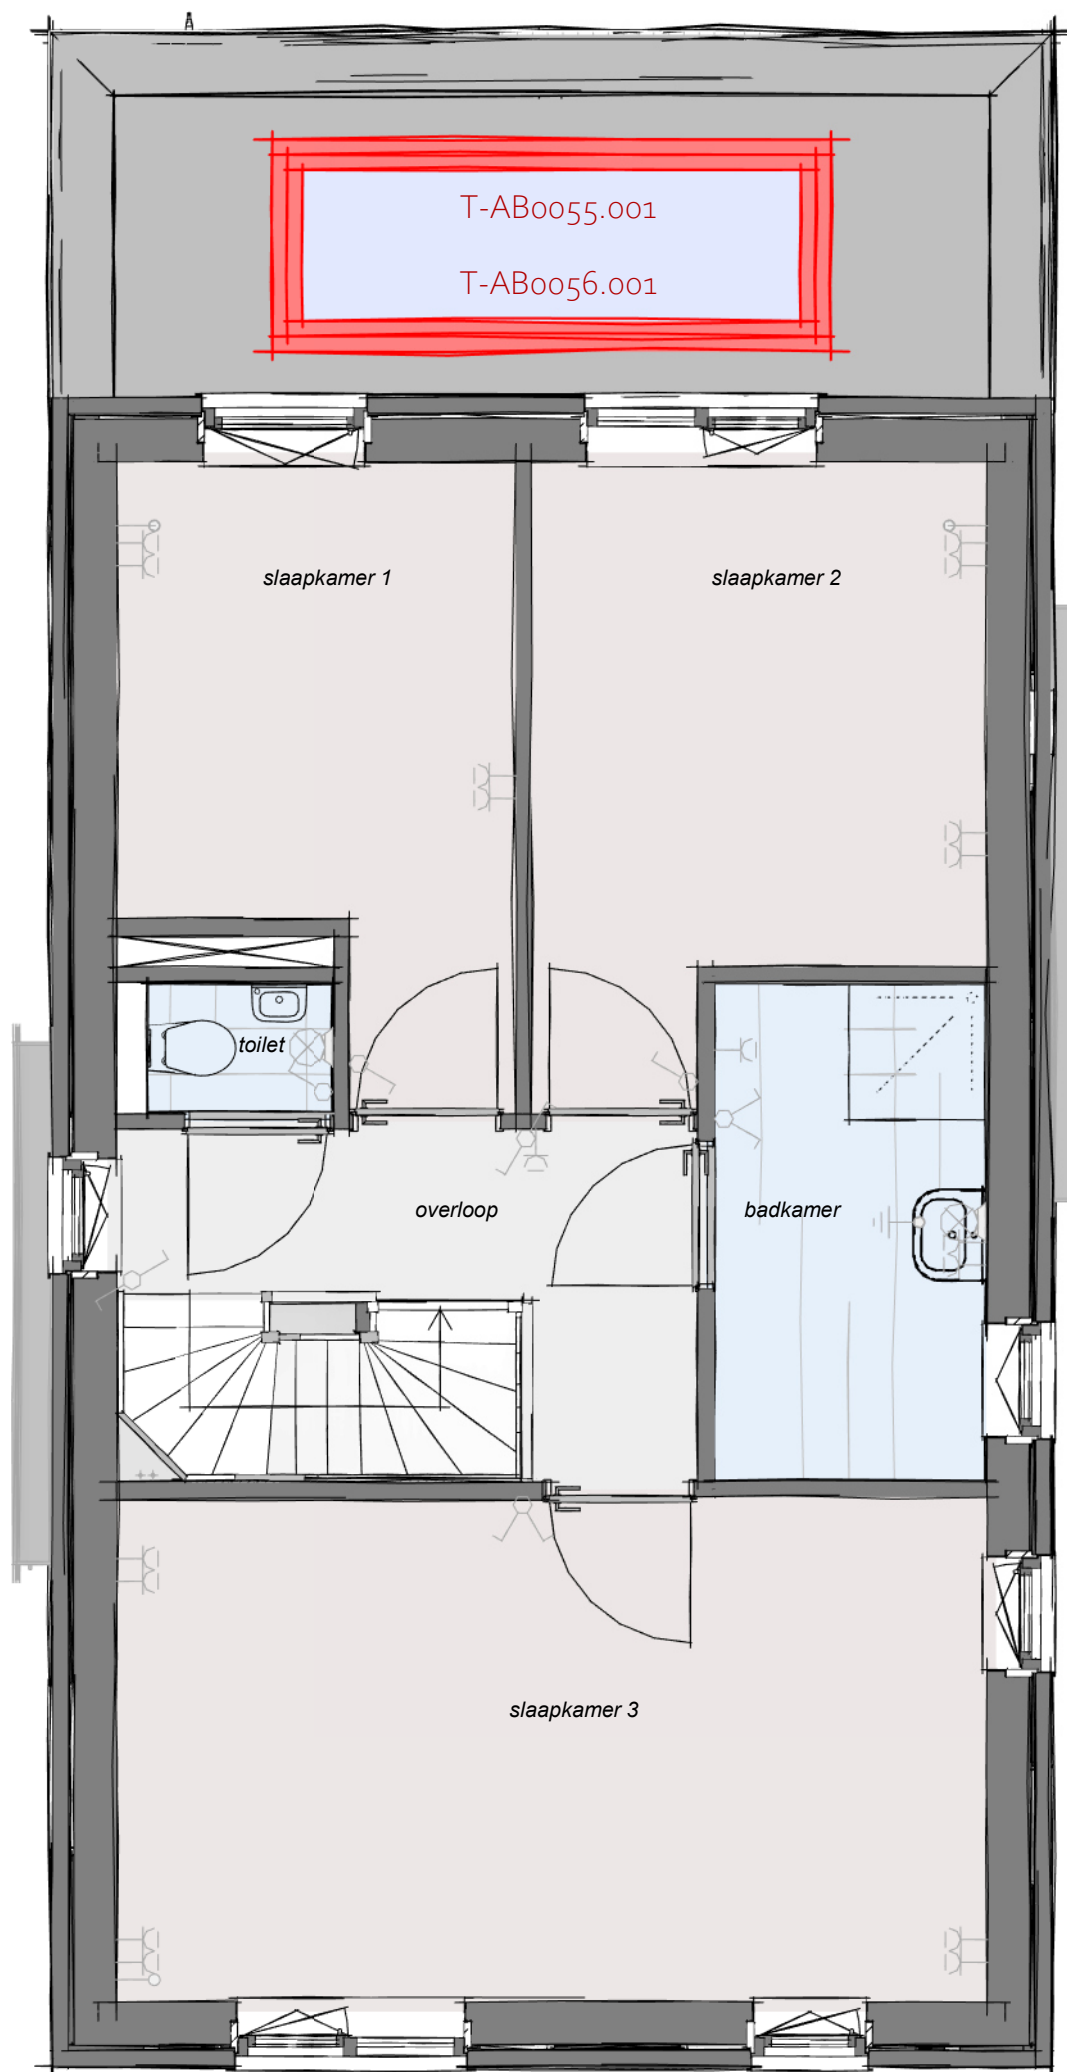 T-AB0055.001
T-AB0056.001
slaapkamer 1
slaapkamer 2
toilet
overloop
badkamer
slaapkamer 3